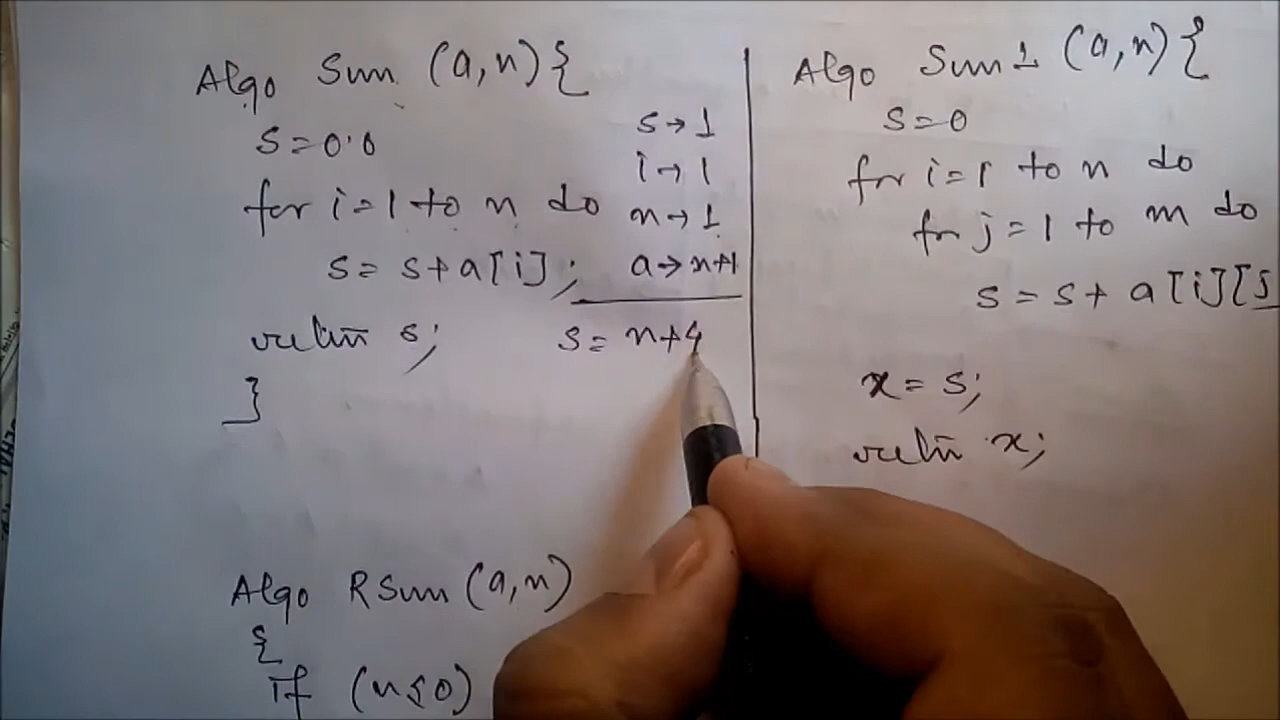 Algo Sum (a,n){
s=0.0
for i=1 to n do
s= s+a[i];
return s;
}
s→1
i→1
n→1
a→n+1
s= n+4
Algo Sum1 (a,n){
s=0
for i=1 to n do
for j=1 to m do
s=s+ a[i][j
x= s;
return x;
Algo RSum(a,n)
{
if (n≤0)